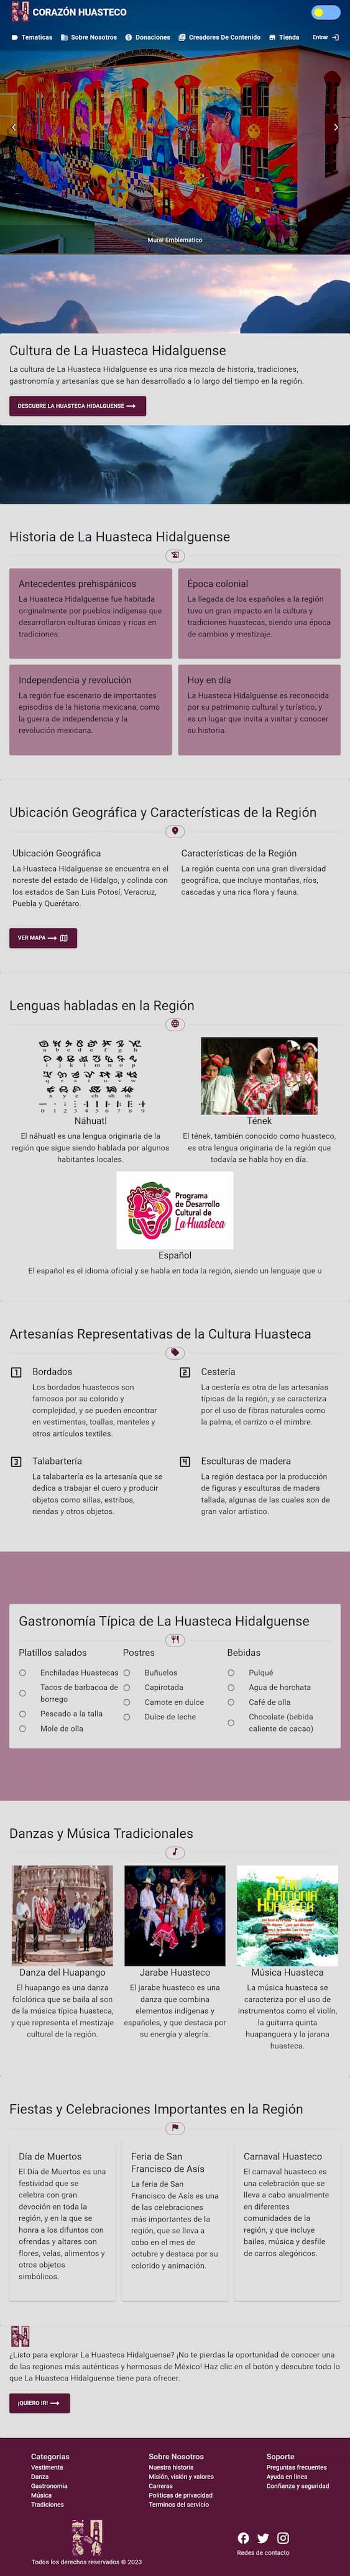 CORAZÓN HUASTECO
Tematicas Sobre Nosotros Donaciones Creadores De Contenido Tienda Entrar
Mural Emblematico
Cultura de La Huasteca Hidalguense
La cultura de La Huasteca Hidalguense es una rica mezcla de historia, tradiciones,
gastronomía y artesanías que se han desarrollado a lo largo del tiempo en la región.
DESCUBRE LA HUASTECA HIDALGUENSE
Historia de La Huasteca Hidalguense
Antecedentes prehispánicos
La Huasteca Hidalguense fue habitada
originalmente por pueblos indígenas que
desarrollaron culturas únicas y ricas en
tradiciones.
Época colonial
La llegada de los españoles a la región
tuvo un gran impacto en la cultura y
tradiciones huastecas, siendo una época
de cambios y mestizaje.
Independencia y revolución
La región fue escenario de importantes
episodios de la historia mexicana, como
la guerra de independencia y la
revolución mexicana.
Hoy en día
La Huasteca Hidalguense es reconocida
por su patrimonio cultural y turístico, y
es un lugar que invita a visitar y conocer
su historia.
Ubicación Geográfica y Características de la Región
Ubicación Geográfica
La Huasteca Hidalguense se encuentra en el
noreste del estado de Hidalgo, y colinda con
los estados de San Luis Potosí, Veracruz,
Puebla y Querétaro.
Características de la Región
La región cuenta con una gran diversidad
geográfica, que incluye montañas, ríos,
cascadas y una rica flora y fauna.
VER MAPA
Lenguas habladas en la Región
a b d e f g h
i j k l m n o p
q r s t u v w
s y z ch sh th
0 1 2 3 4 5 6 7 8 9
Náhuatl
El náhuatl es una lengua originaria de la
región que sigue siendo hablada por algunos
habitantes locales.
Tének
El tének, también conocido como huasteco,
es otra lengua originaria de la región que
todavía se habla hoy en día.
Programa
de Desarrollo
Cultural de
La Huasteca
Español
El español es el idioma oficial y se habla en toda la región, siendo un lenguaje que u
Artesanías Representativas de la Cultura Huasteca
1 Bordados
Los bordados huastecos son
famosos por su colorido y
complejidad, y se pueden encontrar
en vestimentas, toallas, manteles y
otros artículos textiles.
2 Cestería
La cestería es otra de las artesanías
típicas de la región, y se caracteriza
por el uso de fibras naturales como
la palma, el carrizo o el mimbre.
3 Talabartería
La talabartería es la artesanía que se
dedica a trabajar el cuero y producir
objetos como sillas, estribos,
riendas y otros objetos.
4 Esculturas de madera
La región destaca por la producción
de figuras y esculturas de madera
tallada, algunas de las cuales son de
gran valor artístico.
Gastronomía Típica de La Huasteca Hidalguense
Platillos salados
Enchiladas Huastecas
Tacos de barbacoa de
borrego
Pescado a la talla
Mole de olla
Postres
Buñuelos
Capirotada
Camote en dulce
Dulce de leche
Bebidas
Pulqué
Agua de horchata
Café de olla
Chocolate (bebida
caliente de cacao)
Danzas y Música Tradicionales
Danza del Huapango
El huapango es una danza
folclórica que se baila al son
de la música típica huasteca,
y que representa el mestizaje
cultural de la región.
Jarabe Huasteco
El jarabe huasteco es una
danza que combina
elementos indígenas y
españoles, y que destaca por
su energía y alegría.
Trio
Armonia
Huasteca
Música Huasteca
La música huasteca se
caracteriza por el uso de
instrumentos como el violín,
la guitarra quinta
huapanguera y la jarana
huasteca.
Fiestas y Celebraciones Importantes en la Región
Día de Muertos
El Día de Muertos es una
festividad que se
celebra con gran
devoción en toda la
región, y en la que se
honra a los difuntos con
ofrendas y altares con
flores, velas, alimentos y
otros objetos
simbólicos.
Feria de San
Francisco de Asís
La feria de San
Francisco de Asís es una
de las celebraciones
más importantes de la
región, que se lleva a
cabo en el mes de
octubre y destaca por su
colorido y animación.
Carnaval Huasteco
El carnaval huasteco es
una celebración que se
lleva a cabo anualmente
en diferentes
comunidades de la
región, y que incluye
bailes, música y desfile
de carros alegóricos.
¿Listo para explorar La Huasteca Hidalguense? ¡No te pierdas la oportunidad de conocer una
de las regiones más auténticas y hermosas de México! Haz clic en el botón y descubre todo lo
que La Huasteca Hidalguense tiene para ofrecer.
¡QUIERO IR!
Categorias
Vestimenta
Danza
Gastronomia
Música
Tradiciones
Sobre Nosotros
Nuestra historia
Misión, visión y valores
Carreras
Politicas de privacidad
Terminos del servicio
Soporte
Preguntas frecuentes
Ayuda en linea
Confianza y seguridad
Todos los derechos reservados © 2023
Redes de contacto